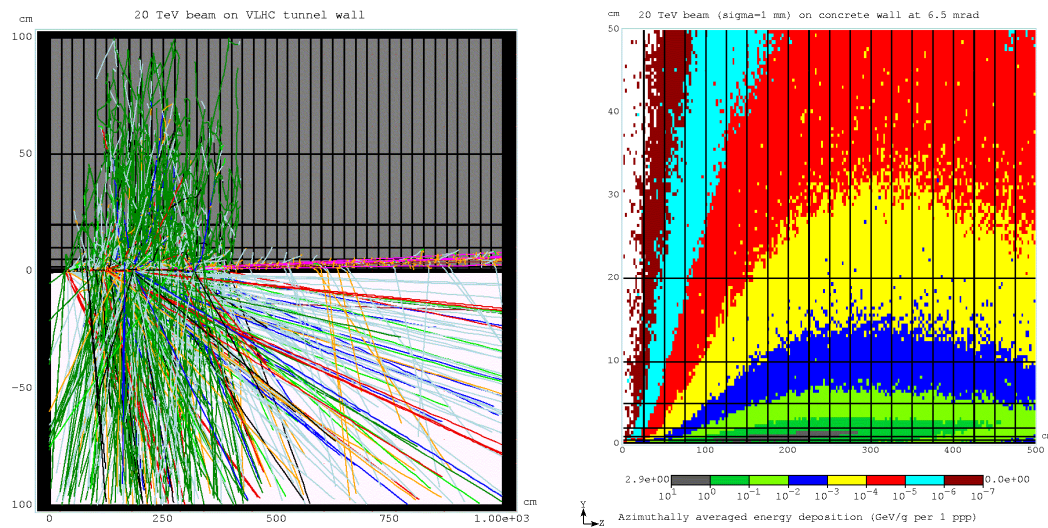 20 TeV beam on VLHC tunnel wall
cm
100
50
0
−50
100
0
250
500
750
1.00e+03
cm
20 TeV beam (sigma=1 mm) on concrete wall at 6.5 mrad
cm
50
40
30
20
10
0
0
100
200
300
400
500
cm
2.9e+00
0.0e+00
10¹ 10⁰ 10⁻¹ 10⁻² 10⁻³ 10⁻⁴ 10⁻⁵ 10⁻⁶ 10⁻⁷
Y
Z
Azimuthally averaged energy deposition (GeV/g per 1 ppp)